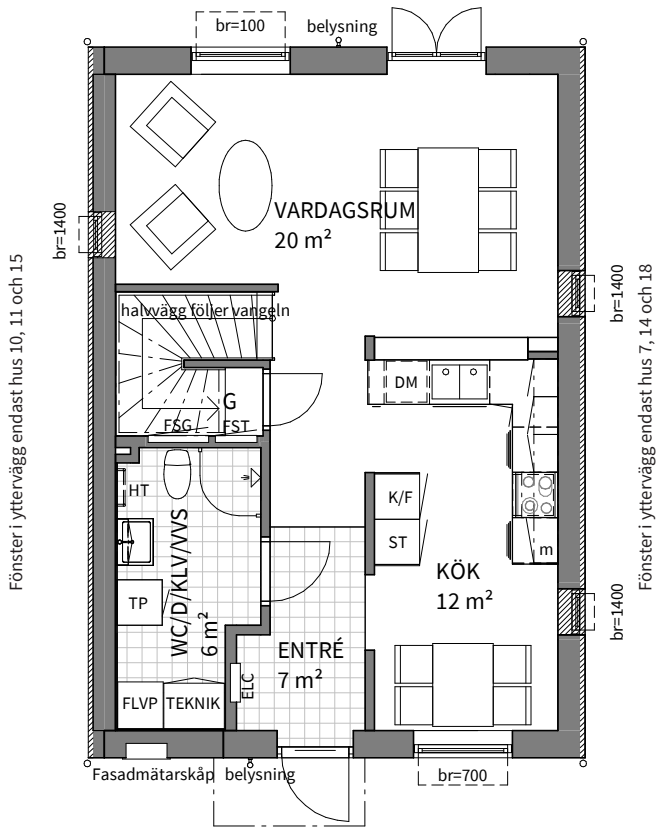 br=100
belysning
br=1400
VARDAGSRUM
20 m²
br=1400
Fönster i yttervägg endast hus 10, 11 och 15
Fönster i yttervägg endast hus 7, 14 och 18
halvvägg följer vangeln
DM
G
FSG
FST
HT
K/F
ST
m
KÖK
12 m²
WC/D/KLV/VVS
6 m²
TP
br=1400
ENTRÉ
7 m²
ELC
FLVP
TEKNIK
Fasadmätarskåp
belysning
br=700